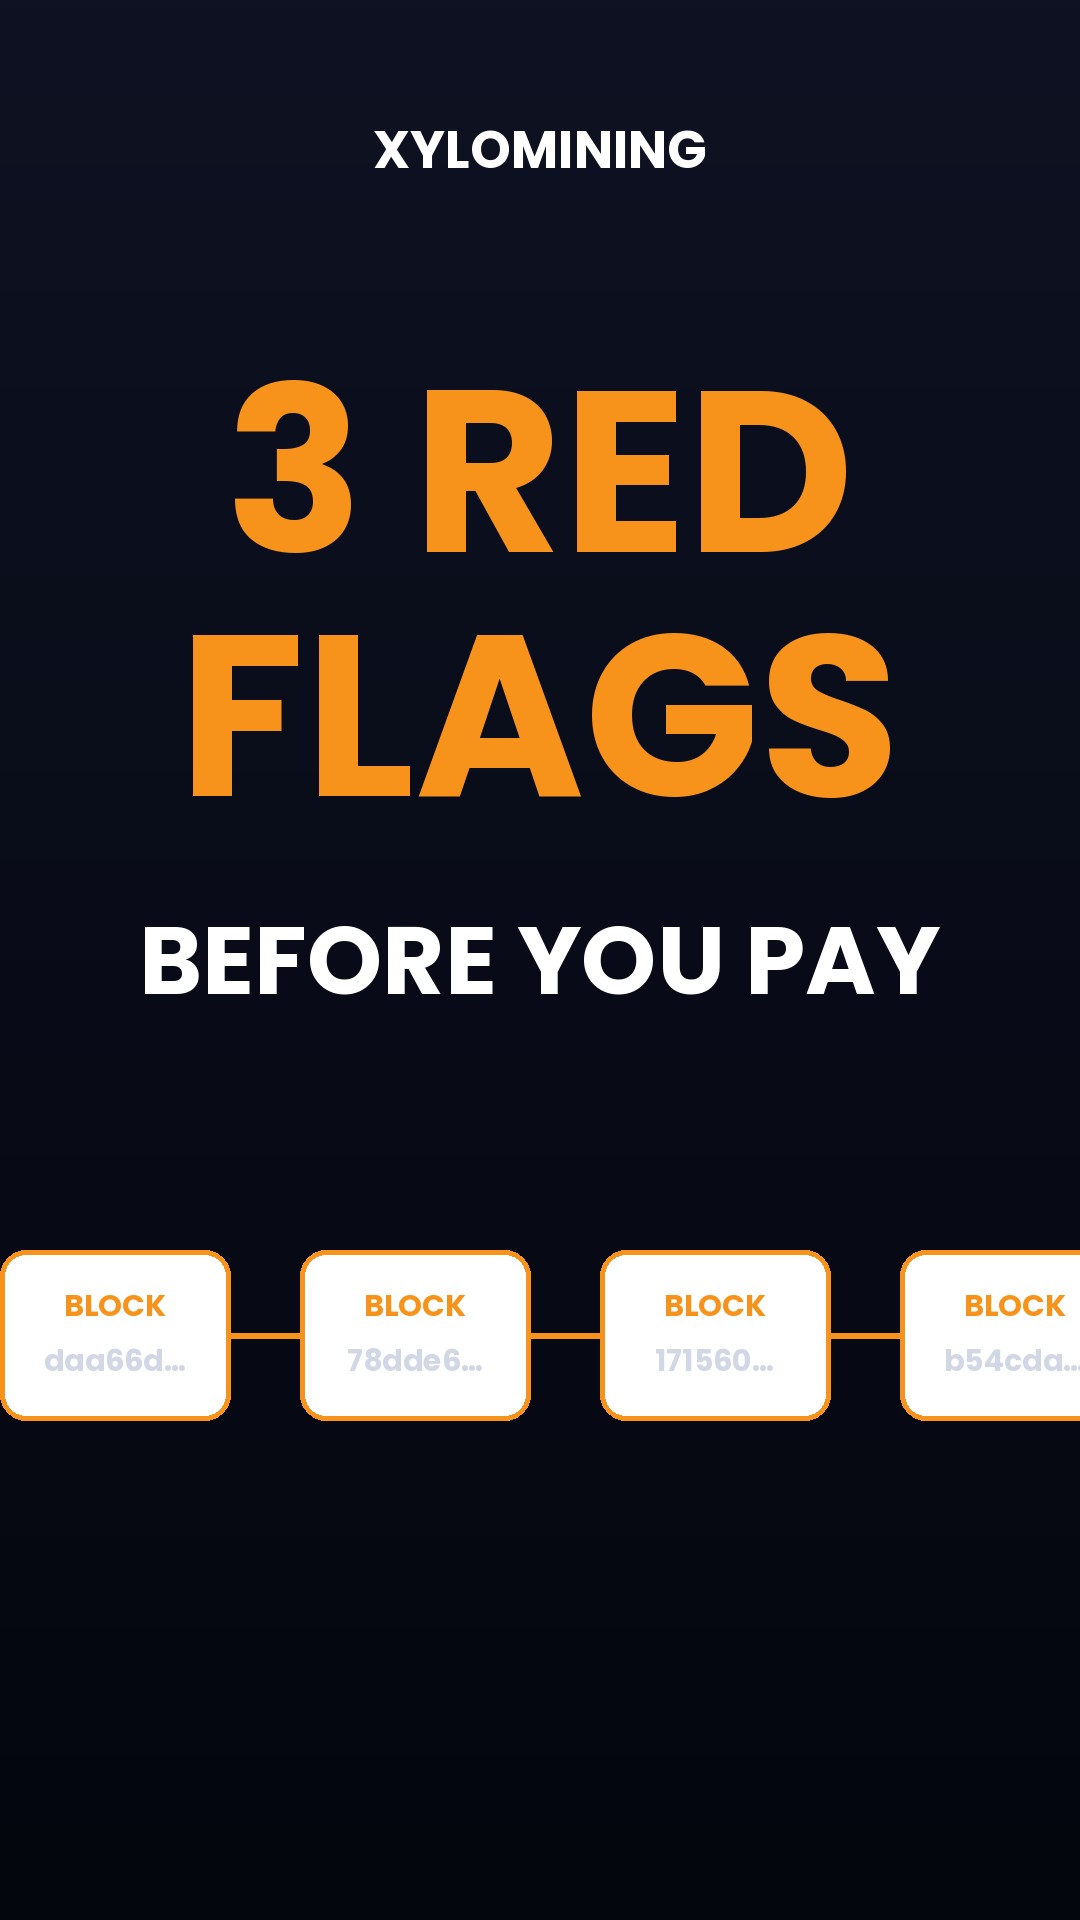 XYLOMINING
3 RED
FLAGS
BEFORE YOU PAY
BLOCK BLOCK BLOCK BLOCK
daa66d... 78dde6... 171560... b54cda...